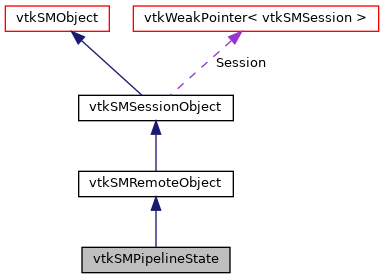 vtkSMObject
vtkWeakPointer< vtkSMSession >
Session
vtkSMSessionObject
vtkSMRemoteObject
vtkSMPipelineState